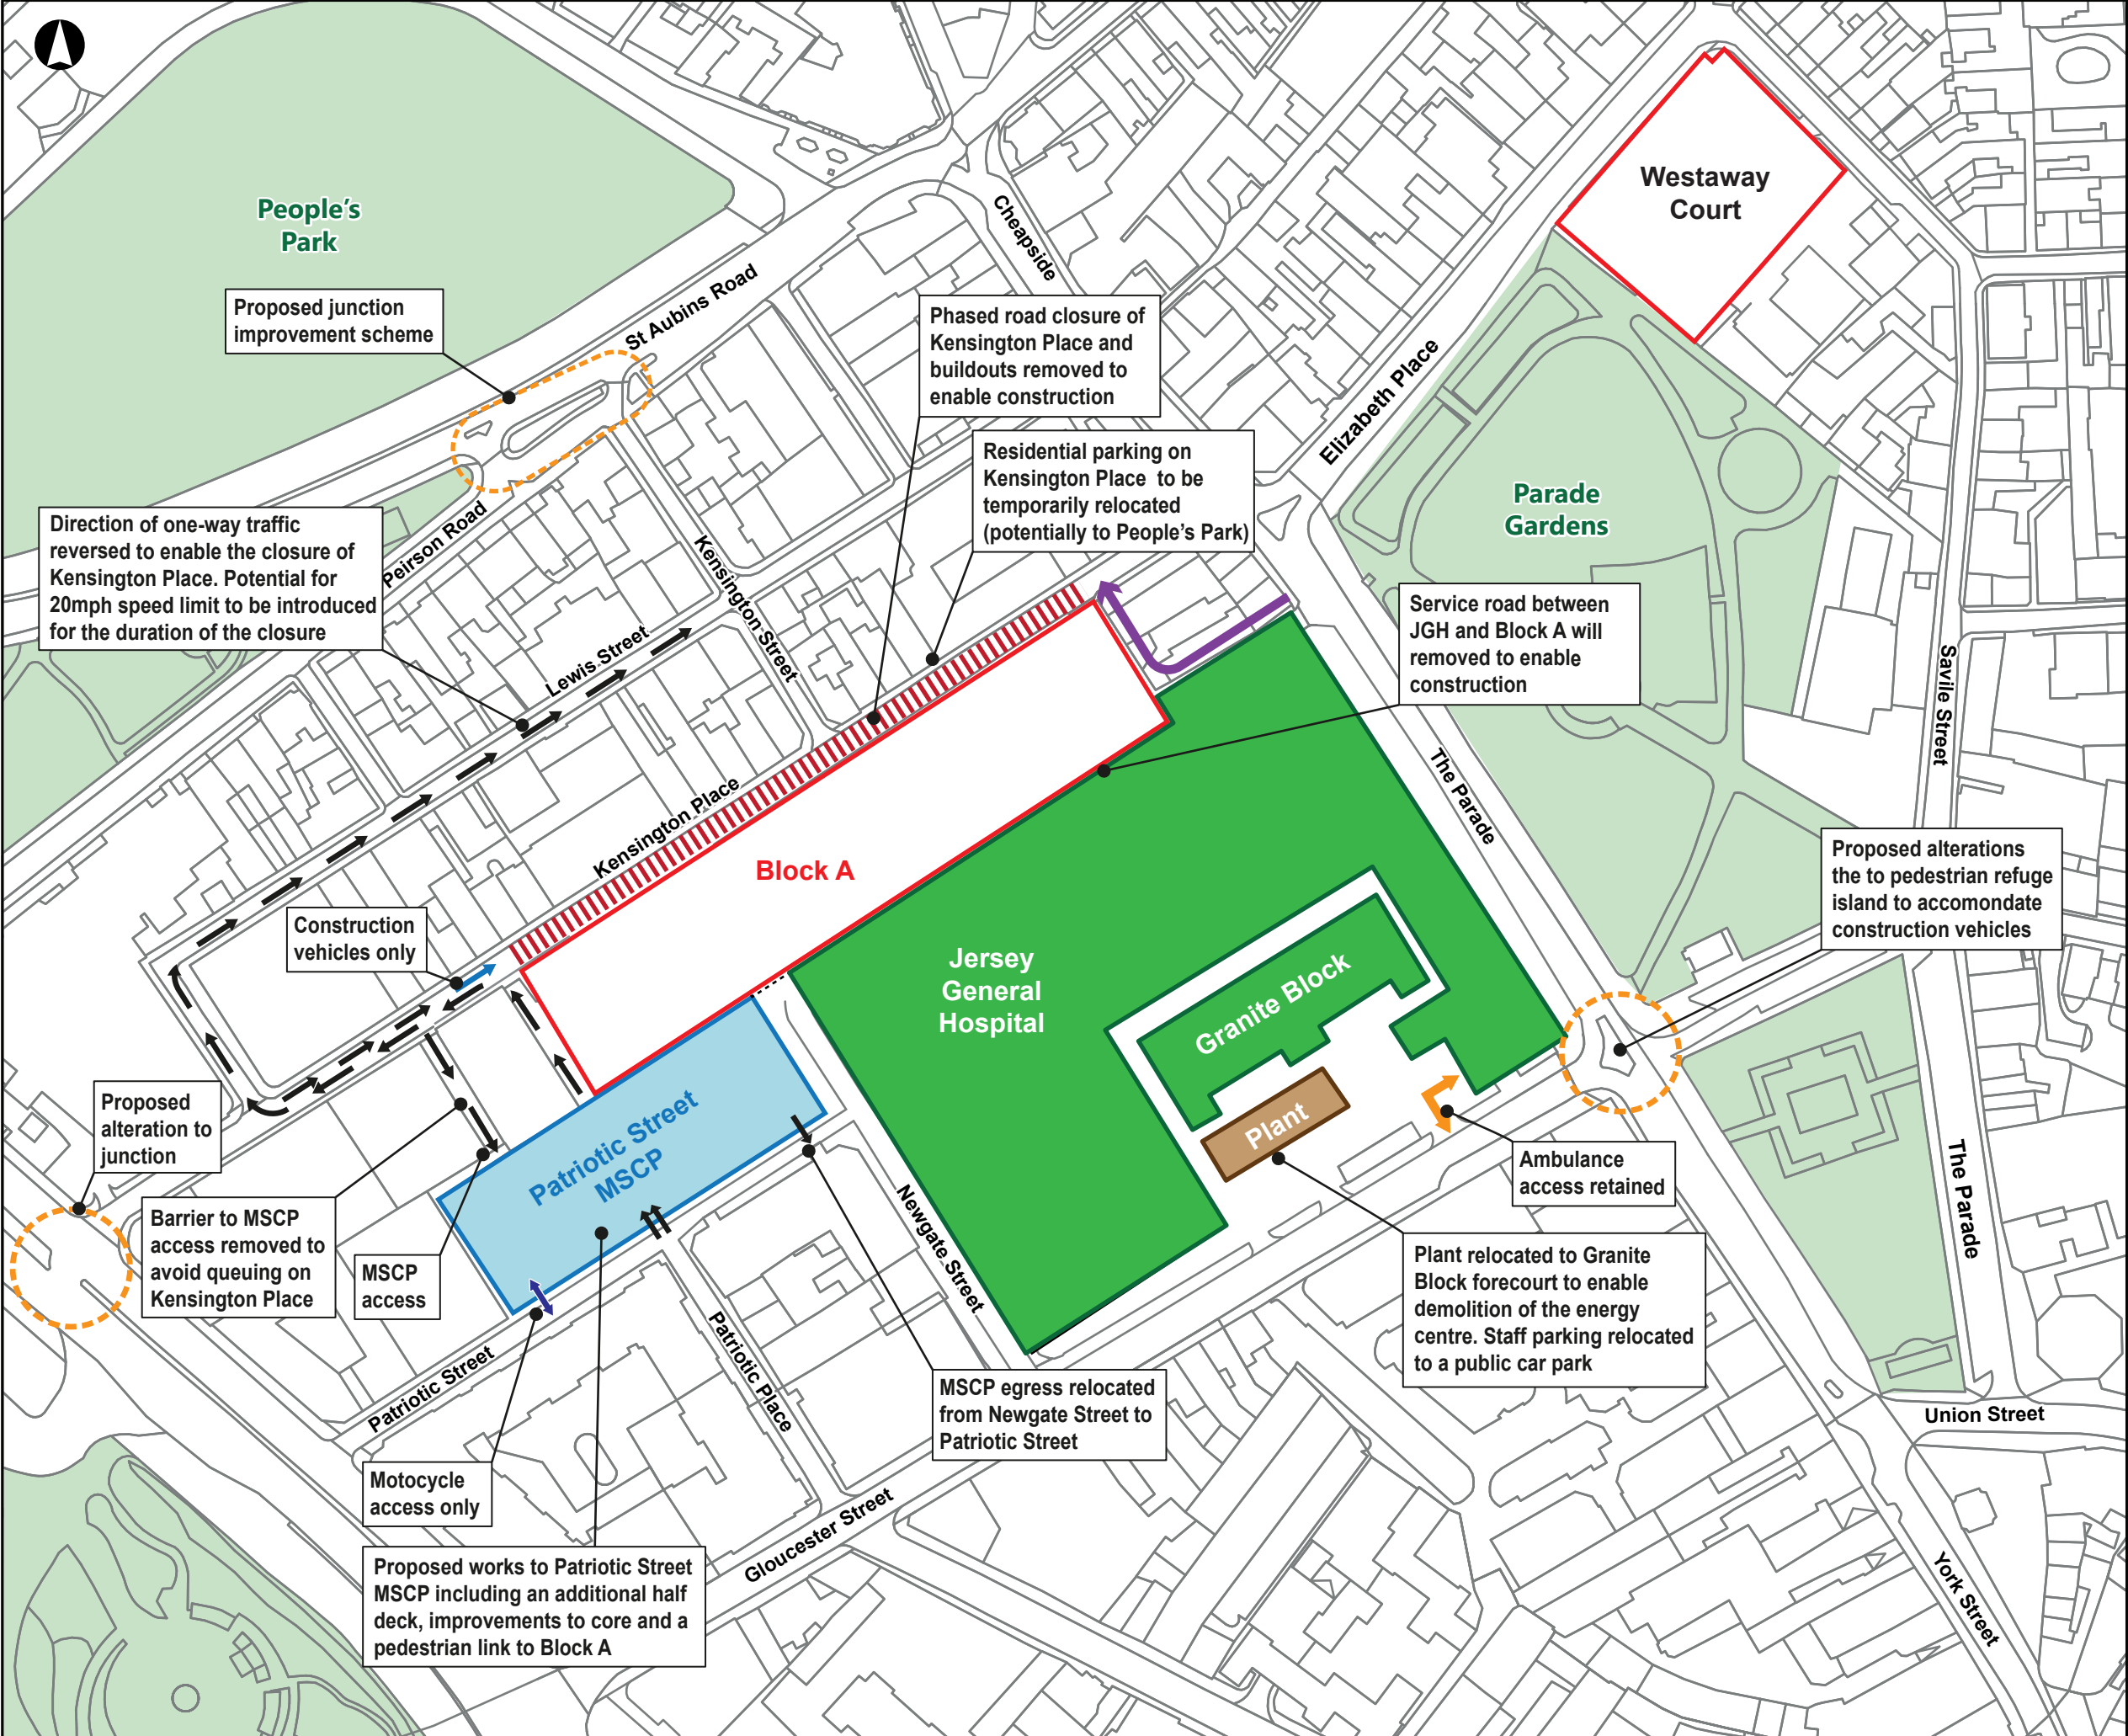 Westaway
Court
People's
Park
Cheapside
St Aubins Road
Proposed junction
improvement scheme
Phased road closure of
Kensington Place and
buildouts removed to
enable construction
Elizabeth Place
Residential parking on
Kensington Place to be
temporarily relocated
(potentially to People's Park)
Parade
Gardens
Direction of one-way traffic
reversed to enable the closure of
Kensington Place. Potential for
20mph speed limit to be introduced
for the duration of the closure
Peirson Road
Kensington Street
Lewis Street
Service road between
JGH and Block A will
removed to enable
construction
Savile Street
The Parade
Kensington Place
Block A
Proposed alterations
the to pedestrian refuge
island to accomondate
construction vehicles
Construction
vehicles only
Jersey
General
Hospital
Granite Block
Proposed
alteration to
junction
Plant
Patriotic Street
MSCP
Ambulance
access retained
The Parade
Barrier to MSCP
access removed to
avoid queuing on
Kensington Place
MSCP
access
Newgate Street
Plant relocated to Granite
Block forecourt to enable
demolition of the energy
centre. Staff parking relocated
to a public car park
Patriotic Street
Patriotic Place
MSCP egress relocated
from Newgate Street to
Patriotic Street
Union Street
Motocycle
access only
Gloucester Street
Proposed works to Patriotic Street
MSCP including an additional half
deck, improvements to core and a
pedestrian link to Block A
York Street